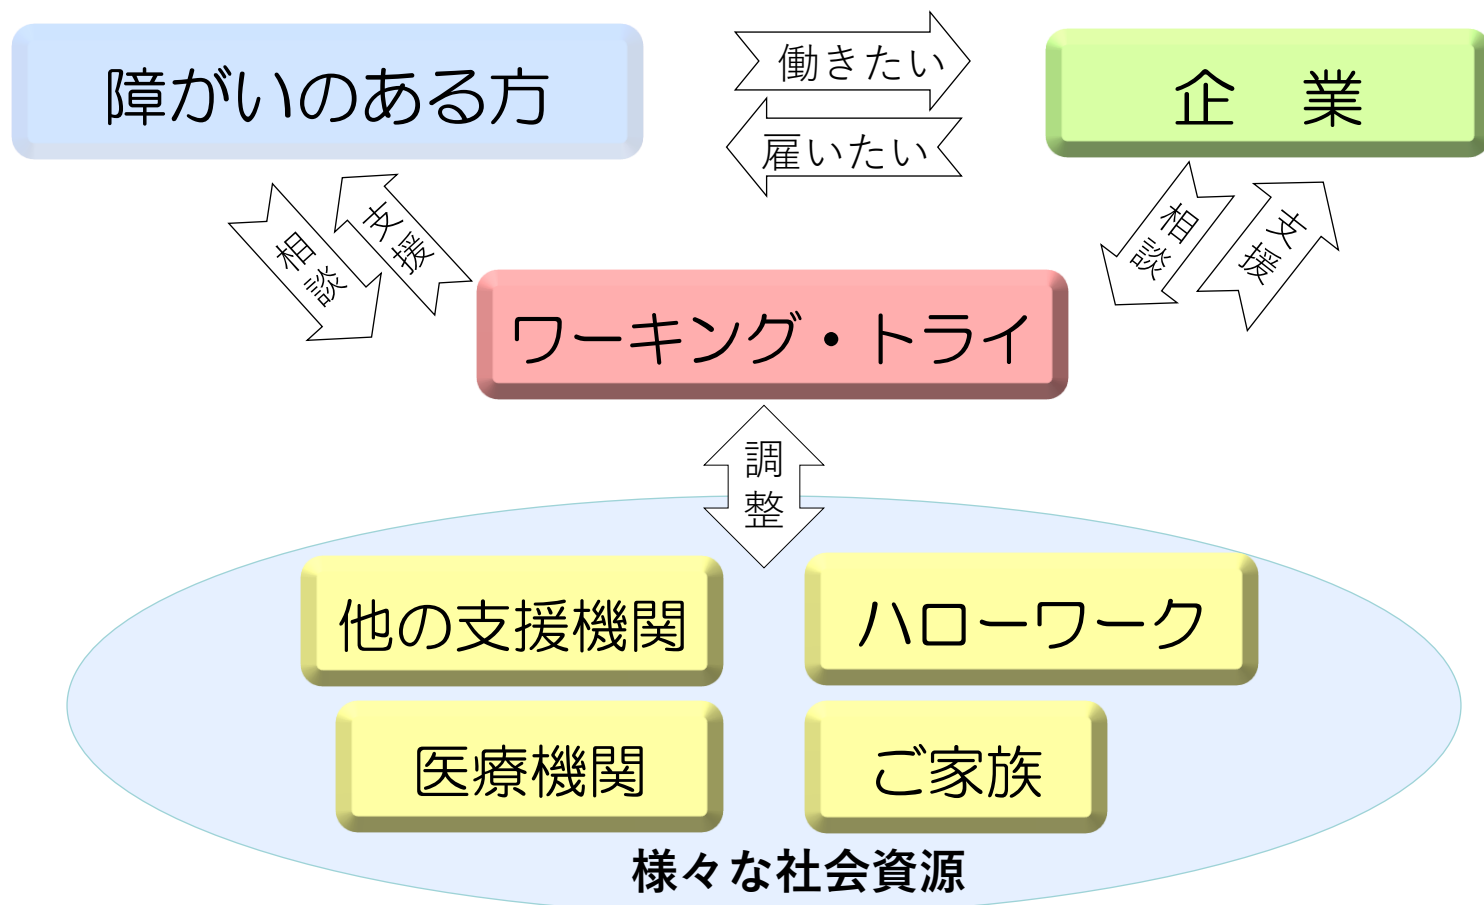 障がいのある方
働きたい
雇いたい
企　業
相談
支援
相談
支援
ワーキング・トライ
調整
他の支援機関
ハローワーク
医療機関
ご家族
様々な社会資源